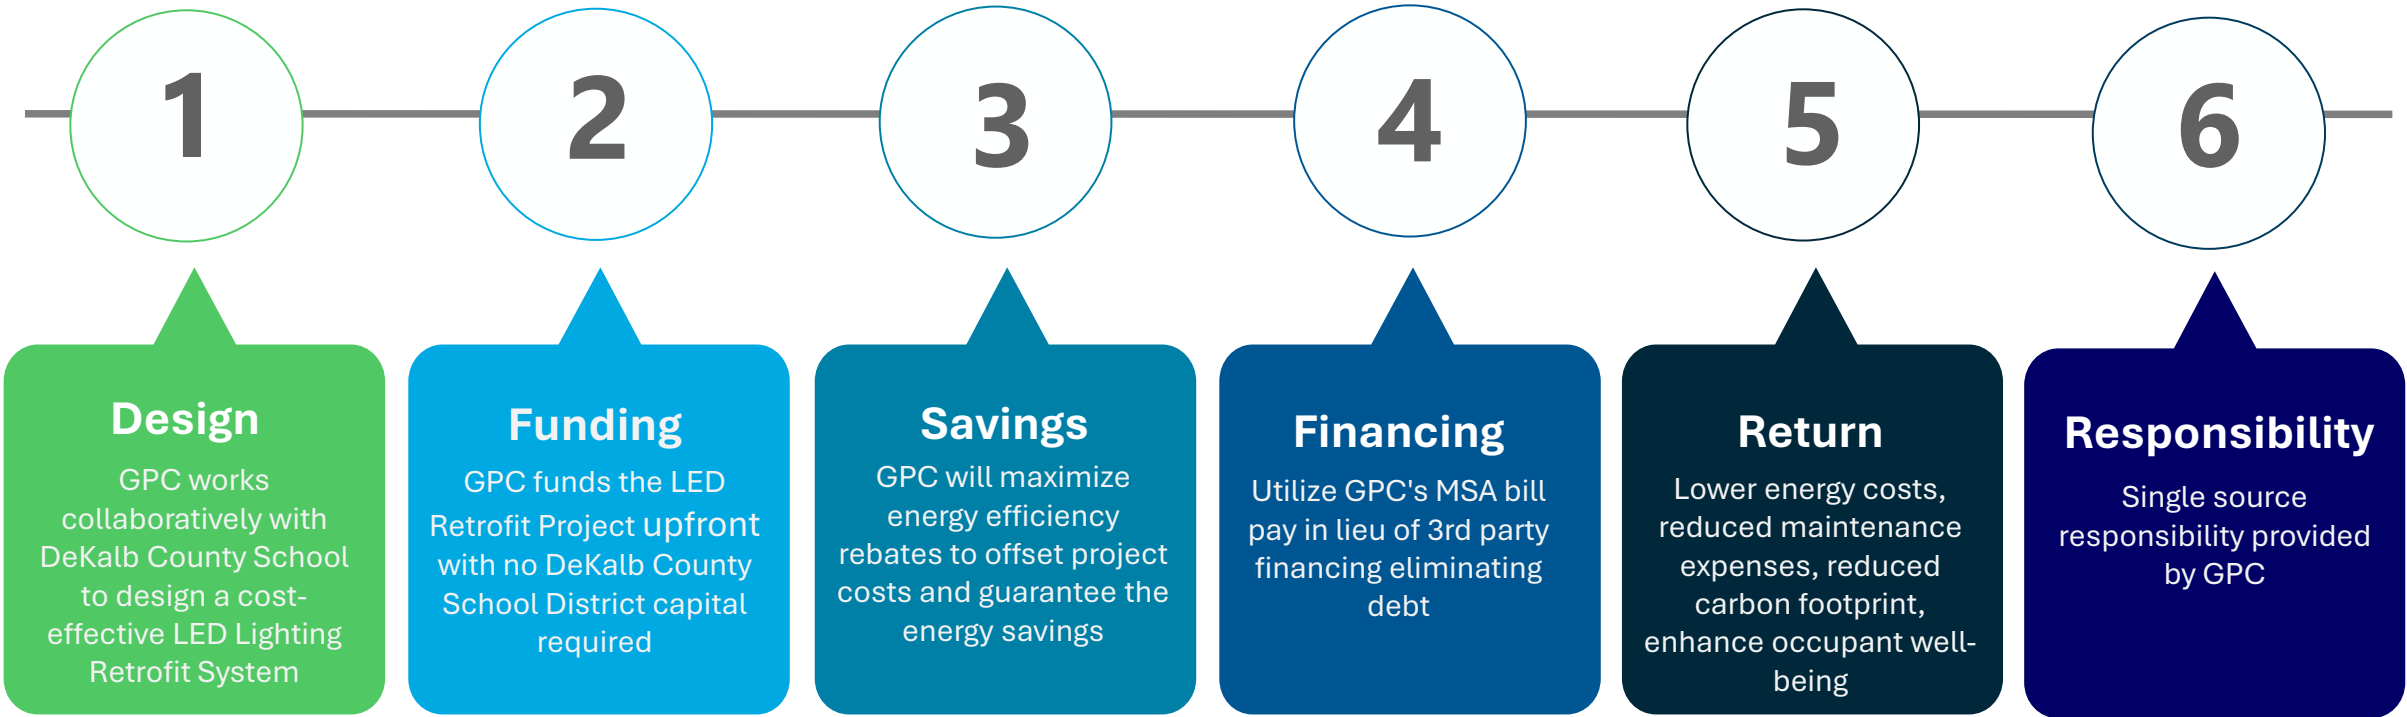 1
2
3
4
5
6
Design
GPC works
collaboratively with
DeKalb County School
to design a cost-
effective LED Lighting
Retrofit System
Funding
GPC funds the LED
Retrofit Project upfront
with no DeKalb County
School District capital
required
Savings
GPC will maximize
energy efficiency
rebates to offset project
costs and guarantee the
energy savings
Financing
Utilize GPC's MSA bill
pay in lieu of 3rd party
financing eliminating
debt
Return
Lower energy costs,
reduced maintenance
expenses, reduced
carbon footprint,
enhance occupant well-
being
Responsibility
Single source
responsibility provided
by GPC